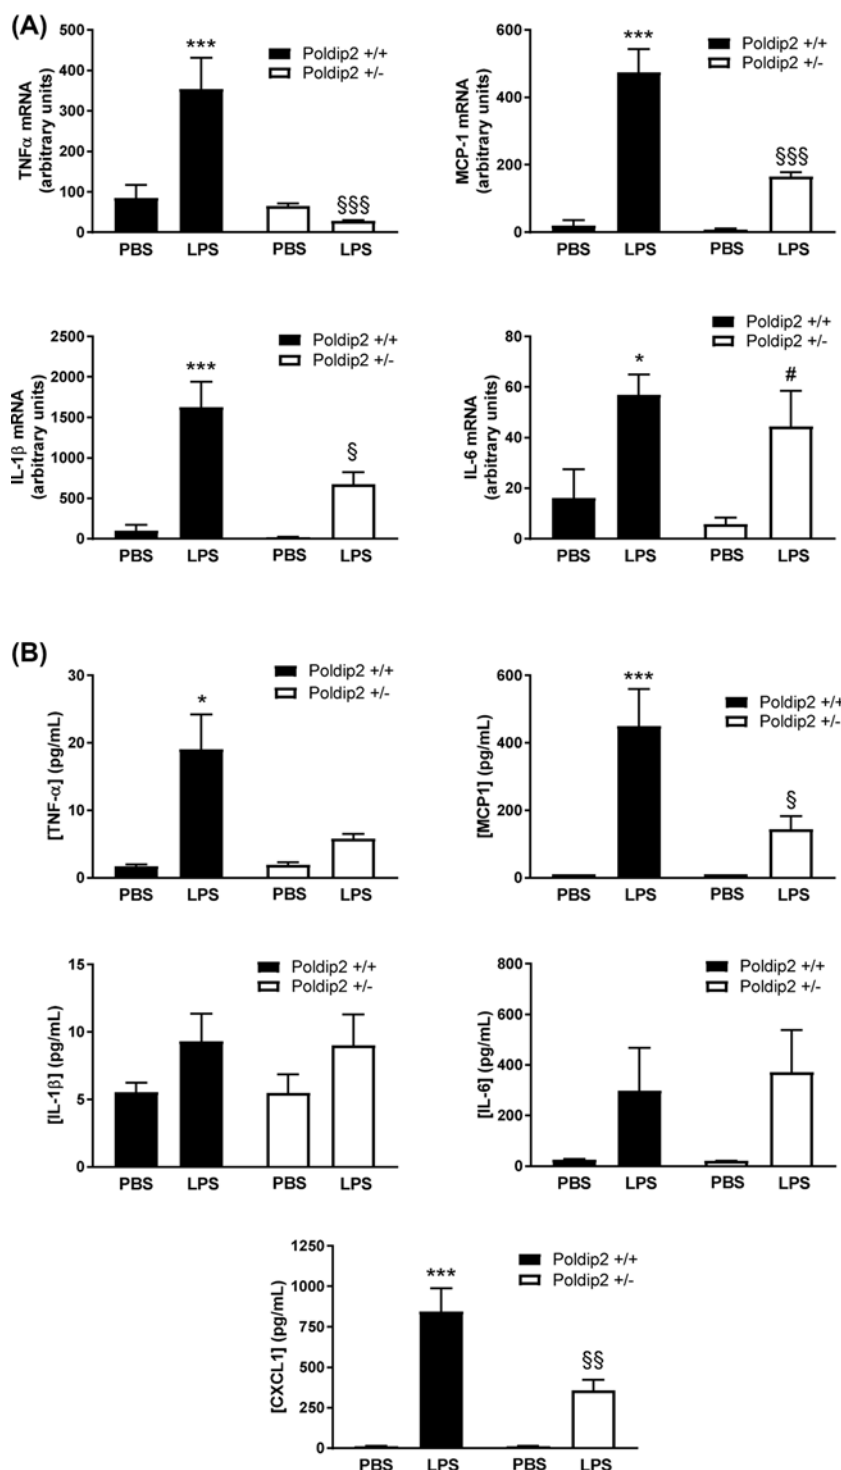 (A)
TNFα mRNA
(arbitrary units)
500
400
300
200
100
0
***
§§§
Poldip2 +/+
Poldip2 +/-
PBS LPS PBS LPS
MCP-1 mRNA
(arbitrary units)
600
400
200
0
***
§§§
Poldip2 +/+
Poldip2 +/-
PBS LPS PBS LPS
IL-1β mRNA
(arbitrary units)
2500
2000
1500
1000
500
0
***
§
Poldip2 +/+
Poldip2 +/-
PBS LPS PBS LPS
IL-6 mRNA
(arbitrary units)
80
60
40
20
0
*
#
Poldip2 +/+
Poldip2 +/-
PBS LPS PBS LPS
(B)
[TNF-α] (pg/mL)
30
20
10
0
*
Poldip2 +/+
Poldip2 +/-
PBS LPS PBS LPS
[MCP1] (pg/mL)
600
400
200
0
***
§
Poldip2 +/+
Poldip2 +/-
PBS LPS PBS LPS
[IL-1β] (pg/mL)
15
10
5
0
Poldip2 +/+
Poldip2 +/-
PBS LPS PBS LPS
[IL-6] (pg/mL)
800
600
400
200
0
Poldip2 +/+
Poldip2 +/-
PBS LPS PBS LPS
[CXCL1] (pg/mL)
1250
1000
750
500
250
0
***
§§
Poldip2 +/+
Poldip2 +/-
PBS LPS PBS LPS